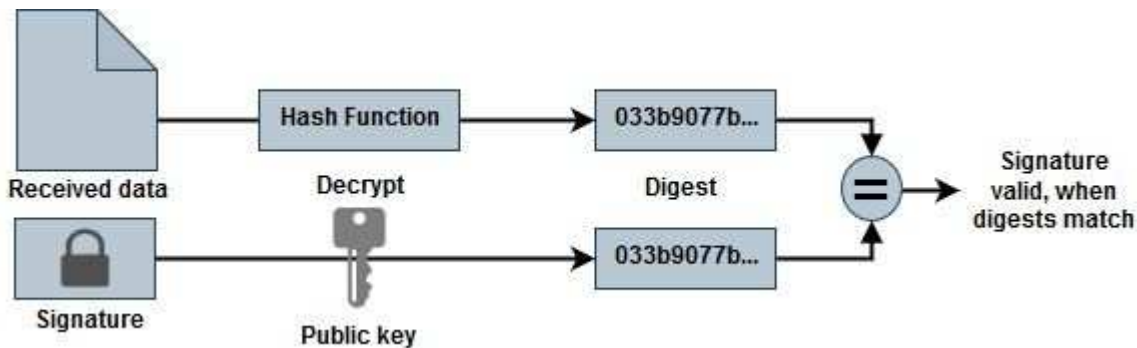 Hash Function
033b9077b...
Received data
Decrypt
Digest
Signature
valid, when
digests match
033b9077b...
Signature
Public key